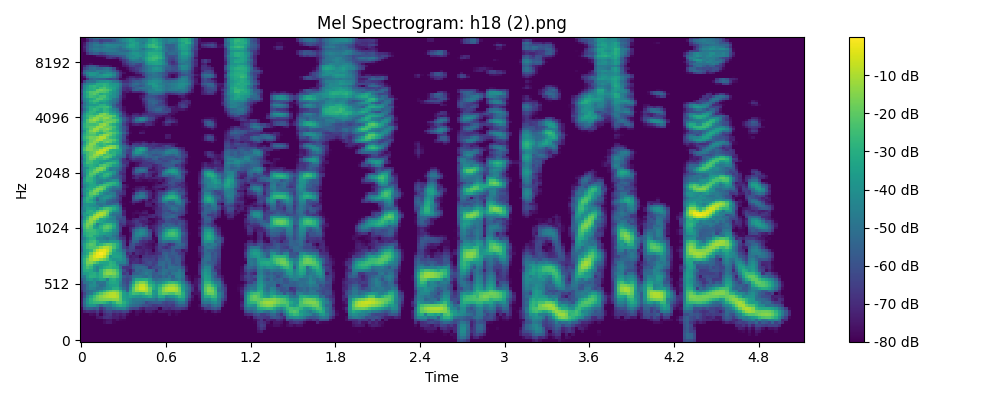 Mel Spectrogram: h18 (2).png
Hz
8192
4096
2048
1024
512
0
0 0.6 1.2 1.8 2.4 3 3.6 4.2 4.8
Time
-10 dB
-20 dB
-30 dB
-40 dB
-50 dB
-60 dB
-70 dB
-80 dB